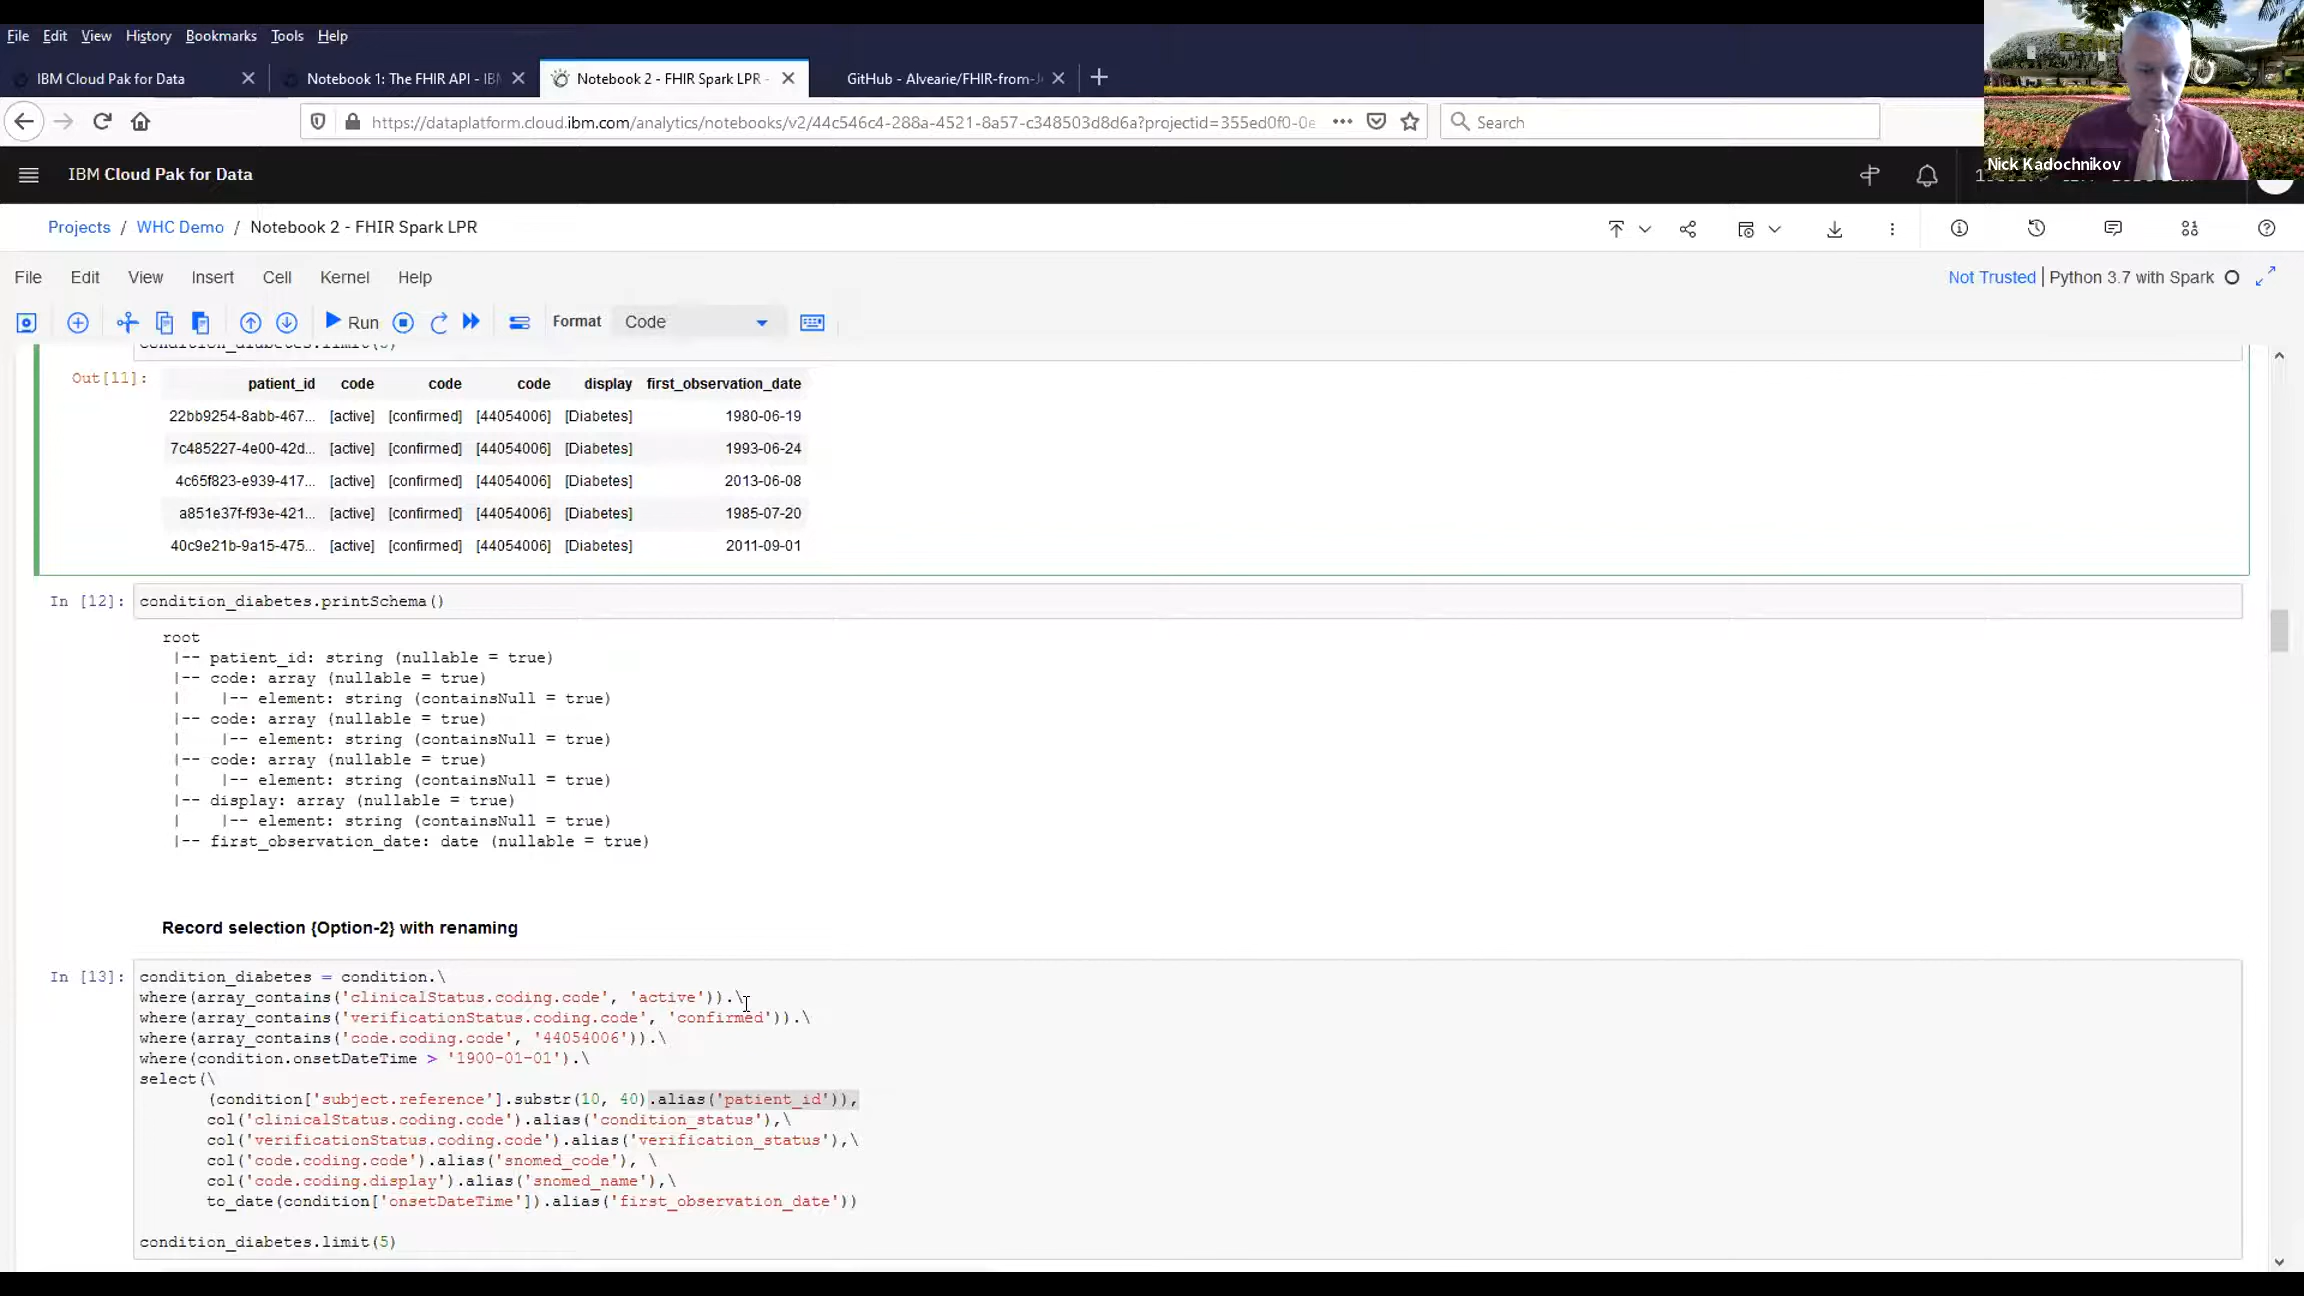 File Edit View History Bookmarks Tools Help
IBM Cloud Pak for Data
Notebook 1: The FHIR API - IB
Notebook 2 - FHIR Spark LPR -
GitHub - Alvearie/FHIR-from-J
https://dataplatform.cloud.ibm.com/analytics/notebooks/v2/44c546c4-288a-4521-8a57-c348503d8d6a?projectid=355ed0f0-0e
Search
Nick Kadochnikov
IBM Cloud Pak for Data
Projects / WHC Demo / Notebook 2 - FHIR Spark LPR
File Edit View Insert Cell Kernel Help
Not Trusted | Python 3.7 with Spark
Run Format Code
condition_diabetes.limit(5)
Out[11]: patient_id code code code display first_observation_date
22bb9254-8abb-467... [active] [confirmed] [44054006] [Diabetes] 1980-06-19
7c485227-4e00-42d... [active] [confirmed] [44054006] [Diabetes] 1993-06-24
4c65f823-e939-417... [active] [confirmed] [44054006] [Diabetes] 2013-06-08
a851e37f-f93e-421... [active] [confirmed] [44054006] [Diabetes] 1985-07-20
40c9e21b-9a15-475... [active] [confirmed] [44054006] [Diabetes] 2011-09-01
In [12]: condition_diabetes.printSchema()
root
|-- patient_id: string (nullable = true)
|-- code: array (nullable = true)
| |-- element: string (containsNull = true)
|-- code: array (nullable = true)
| |-- element: string (containsNull = true)
|-- code: array (nullable = true)
| |-- element: string (containsNull = true)
|-- display: array (nullable = true)
| |-- element: string (containsNull = true)
|-- first_observation_date: date (nullable = true)
Record selection {Option-2} with renaming
In [13]: condition_diabetes = condition.\
where(array_contains('clinicalStatus.coding.code', 'active')).\
where(array_contains('verificationStatus.coding.code', 'confirmed')).\
where(array_contains('code.coding.code', '44054006')).\
where(condition.onsetDateTime > '1900-01-01').\
select(\
(condition['subject.reference'].substr(10, 40).alias('patient_id')),
col('clinicalStatus.coding.code').alias('condition_status'),\
col('verificationStatus.coding.code').alias('verification_status'),\
col('code.coding.code').alias('snomed_code'), \
col('code.coding.display').alias('snomed_name'),\
to_date(condition['onsetDateTime']).alias('first_observation_date'))
condition_diabetes.limit(5)